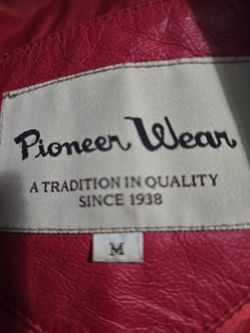 Pioneer Wear
A TRADITION IN QUALITY
SINCE 1938
M